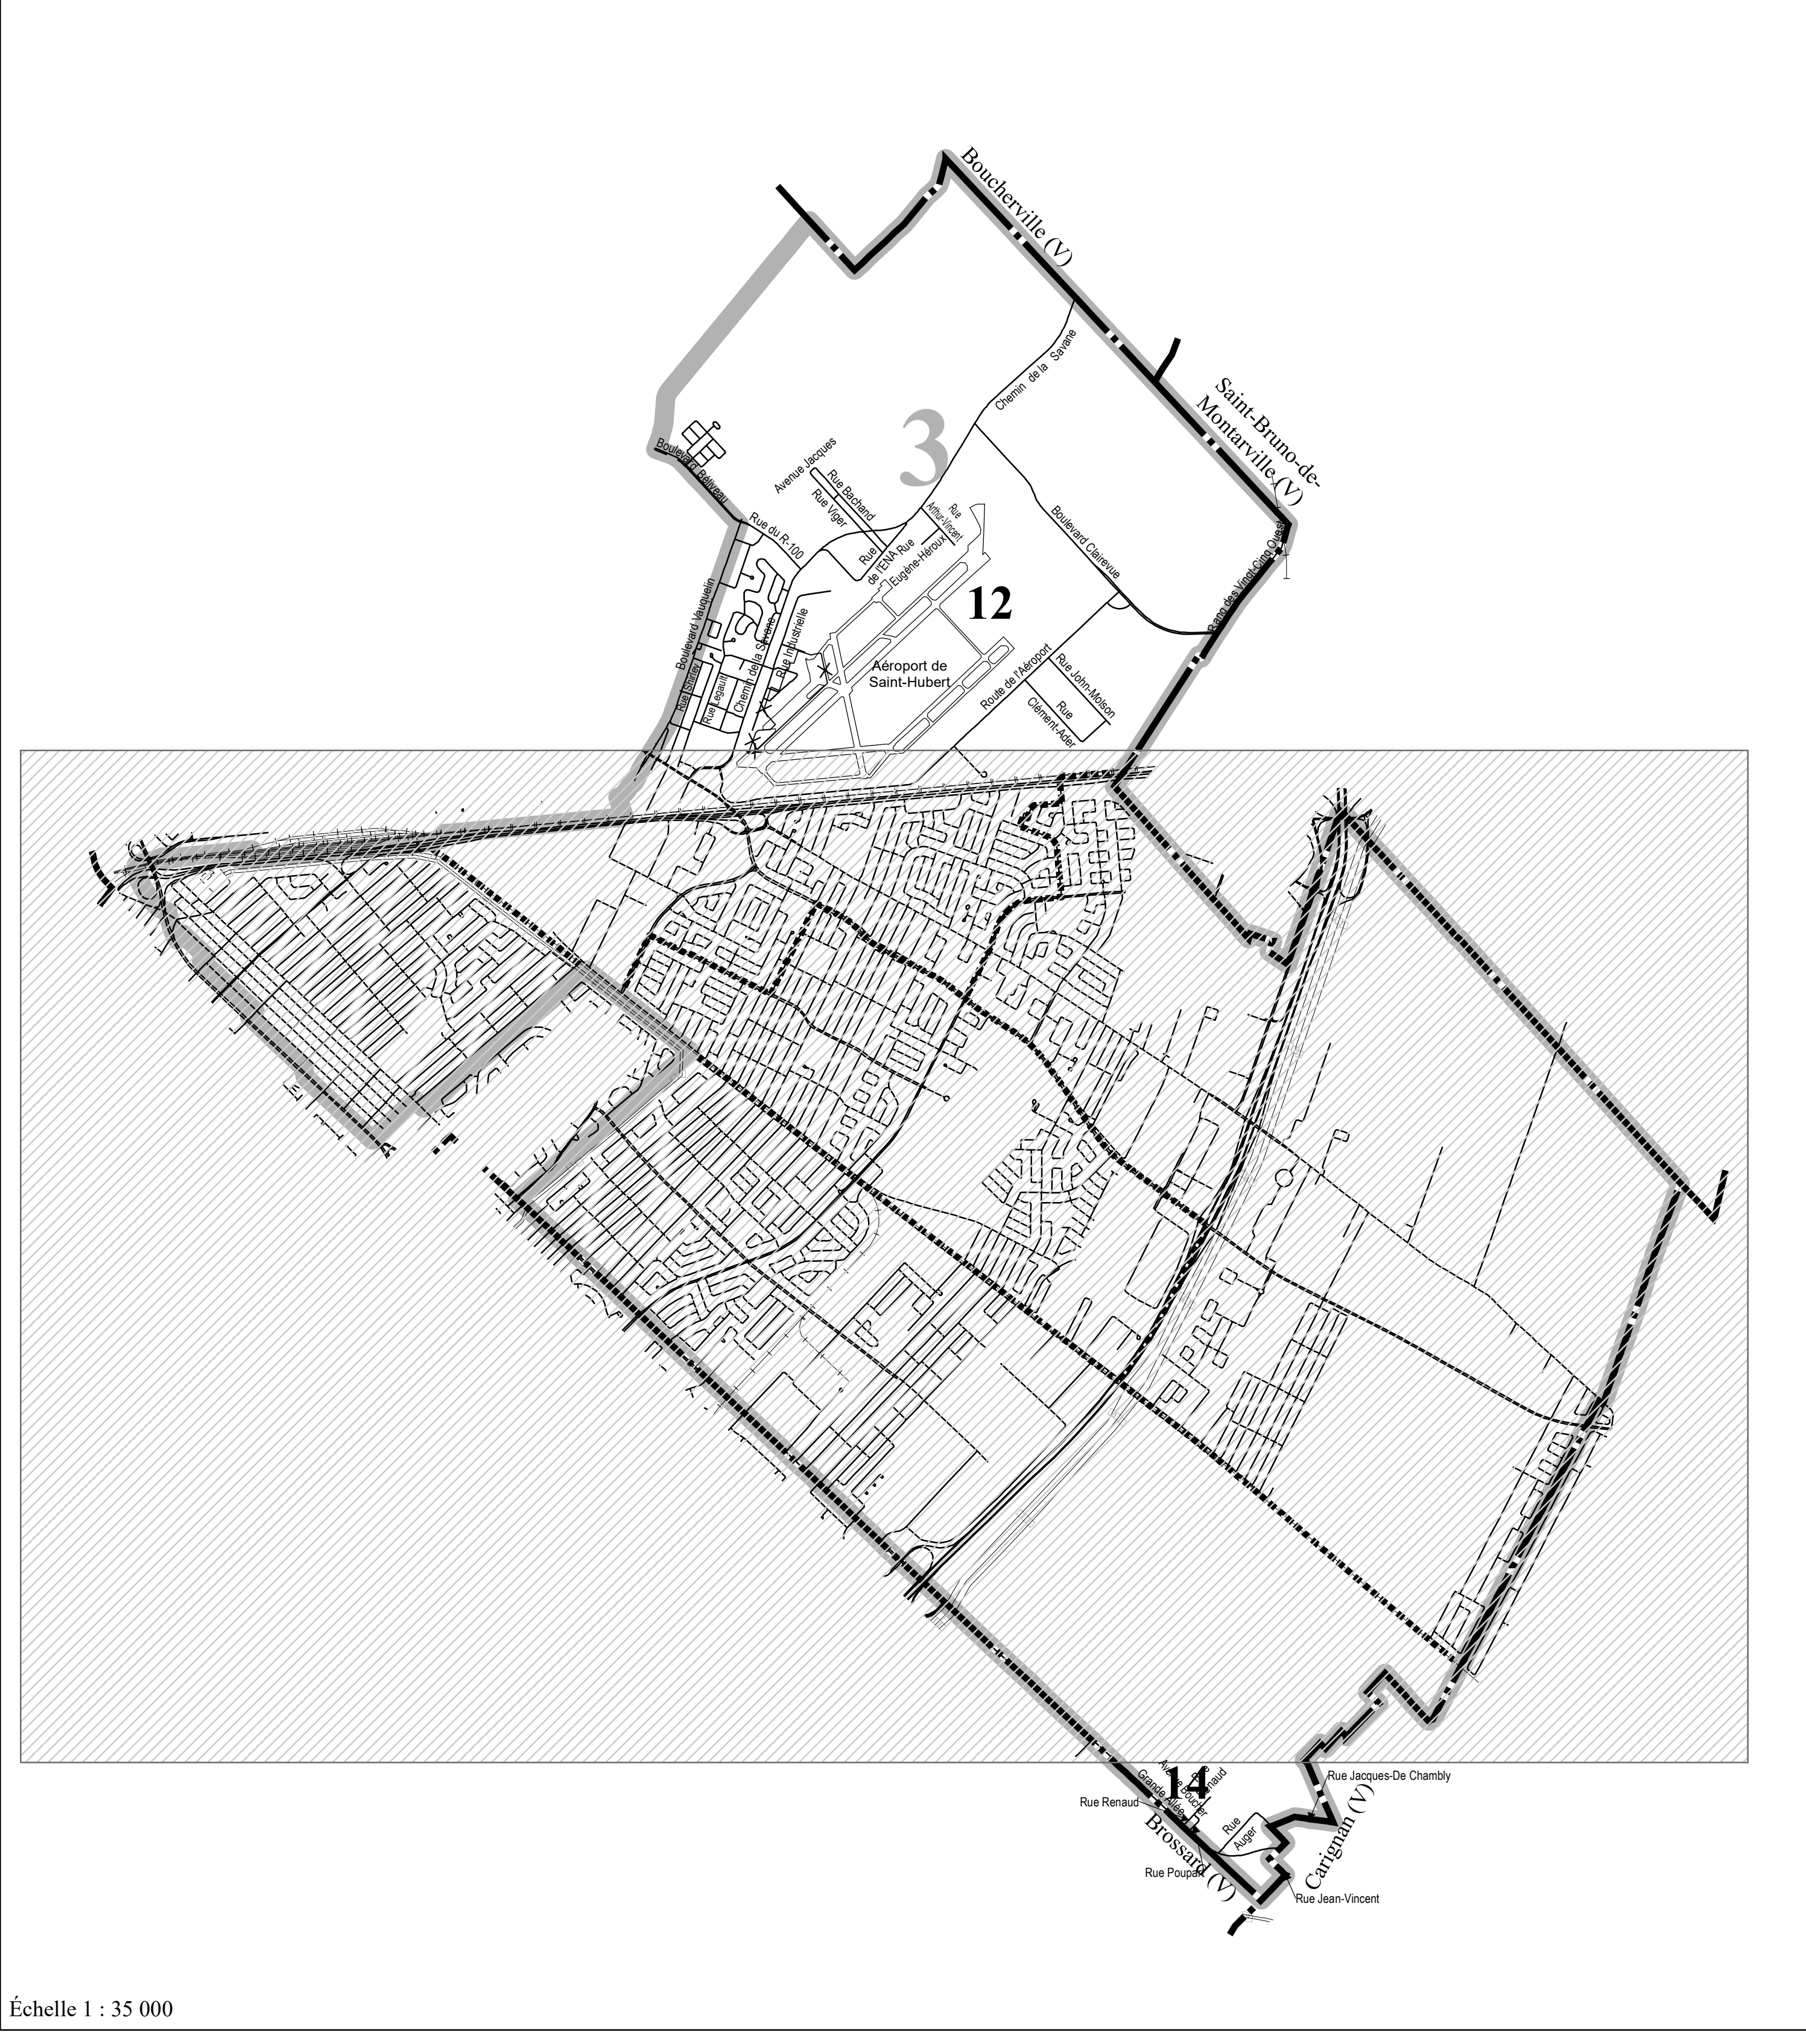 Boucherville (V)
Saint-Bruno-de-
Montarville (V)
Chemin de la Savane
3
Boulevard Béliveau
Avenue Jacques
Rue Bachand
Rue Viger
Rue
Arthur-Vincent
Rue du R-100
Rue
de l'ENA
Rue
Eugène-Héroux
Boulevard Clairevue
Rang des Vingt-Cinq Ouest
12
Boulevard Vauquelin
Chemin de la Savane
Rue Industrielle
Rue Shirley
Rue Legault
Aéroport de
Saint-Hubert
Route de l'Aéroport
Rue John-Molson
Rue
Clément-Ader
14
Rue
Renaud
Avenue Boucher
Grande Allée
Rue Renaud
Rue Jacques-De Chambly
Rue
Auger
Brossard (V)
Carignan (V)
Rue Poupart
Rue Jean-Vincent
Échelle 1 : 35 000